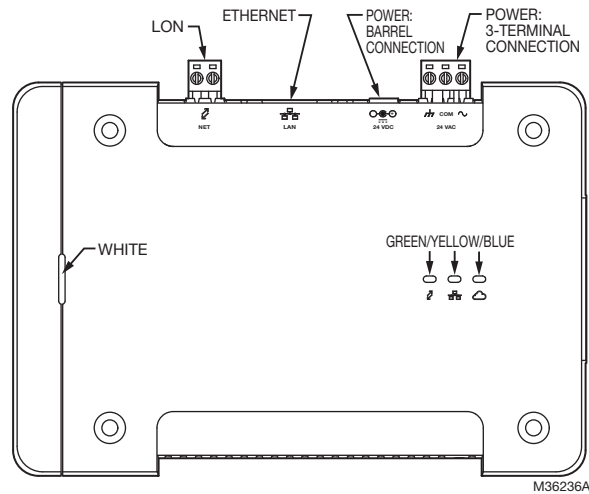 LON
ETHERNET
POWER:
BARREL
CONNECTION
POWER:
3-TERMINAL
CONNECTION
NET
LAN
24 VDC
COM
24 VAC
WHITE
GREEN/YELLOW/BLUE
M36236A